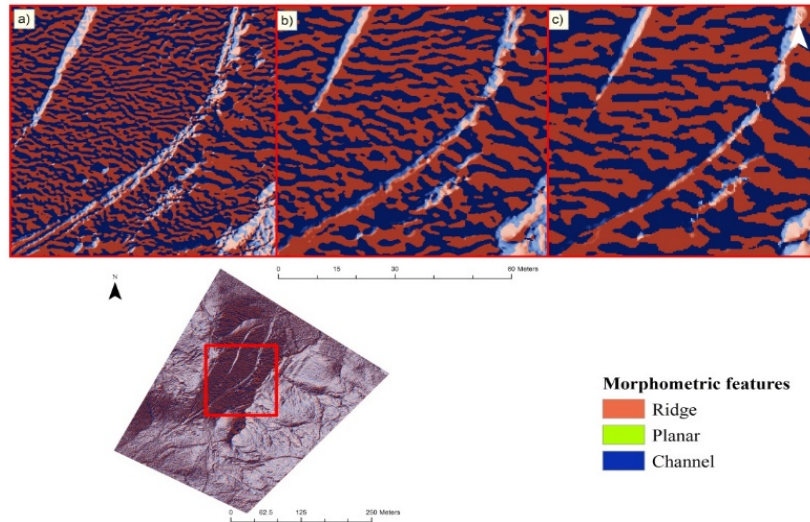 a)
b)
c)
0 15 30 60 Meters
N
Morphometric features
Ridge
Planar
Channel
0 62.5 125 250 Meters